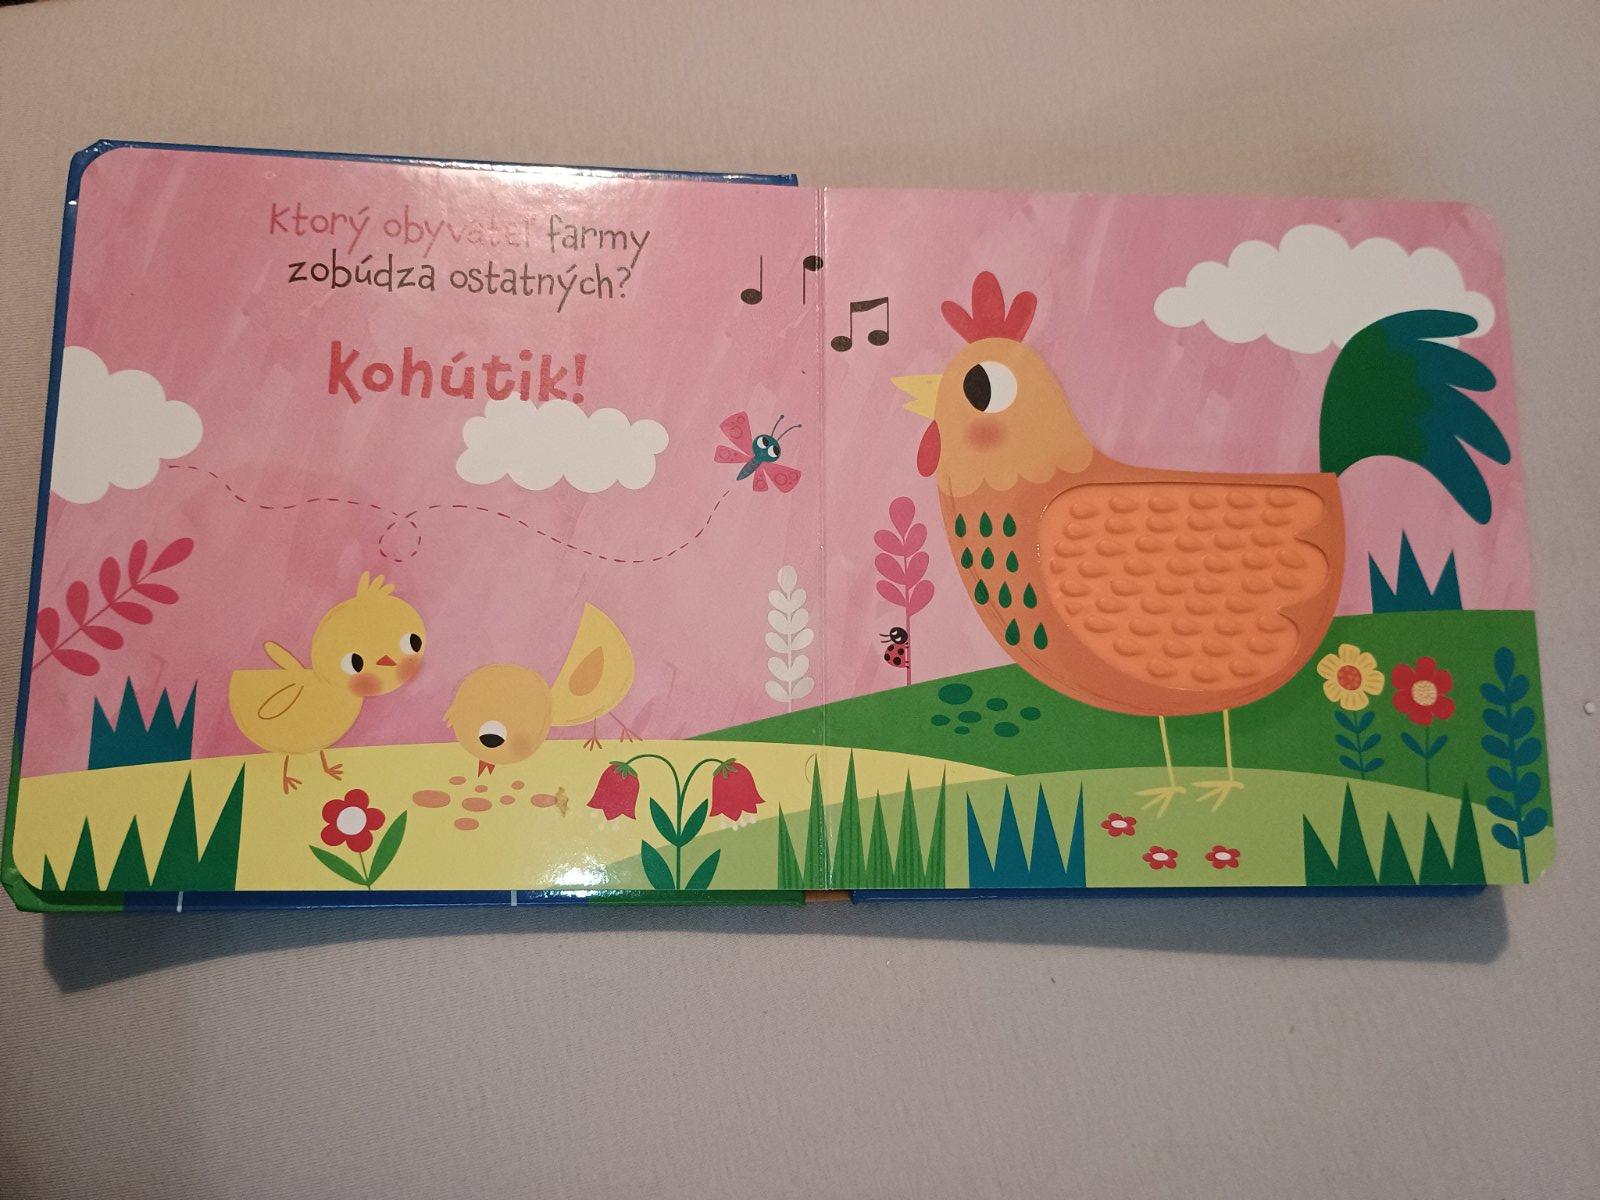 Ktorý obyvateľ farmy
zobúdza ostatných?
Kohútik!